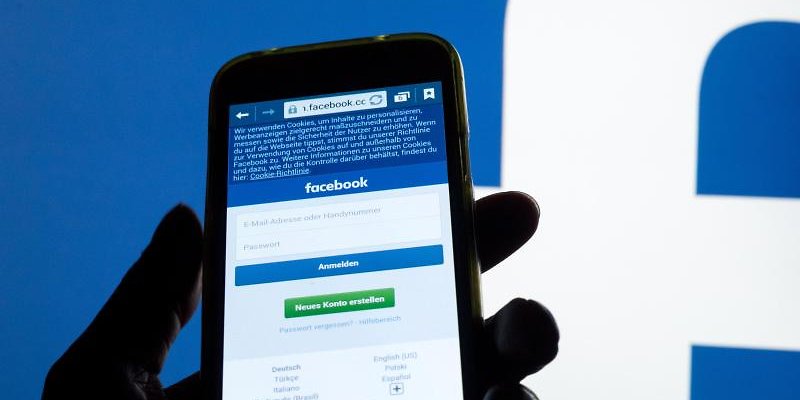 m.facebook.cc
Wir verwenden Cookies, um Inhalte zu personalisieren,
Werbeanzeigen zielgerecht maßzuschneidern und zu
messen sowie die Sicherheit der Nutzer zu erhöhen. Wenn
du auf die Webseite tippst, stimmst du unserer Richtlinie
zur Verwendung von Cookies auf und außerhalb von
Facebook zu. Weitere Informationen zu unseren Cookies
und dazu, wie du die Kontrolle darüber behältst, findest du
hier: Cookie-Richtlinie.
facebook
E-Mail-Adresse oder Handynummer
Passwort
Anmelden
Neues Konto erstellen
Passwort vergessen? · Hilfebereich
Deutsch
English (US)
Türkçe
Polski
Italiano
Español
(Brasil)